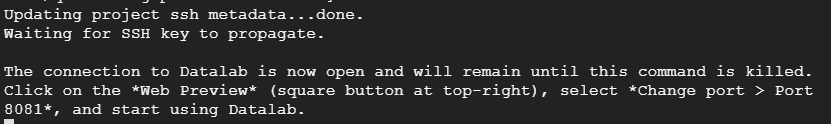 Updating project ssh metadata...done.
Waiting for SSH key to propagate.
The connection to Datalab is now open and will remain until this command is killed.
Click on the *Web Preview* (square button at top-right), select *Change port > Port
8081*, and start using Datalab.